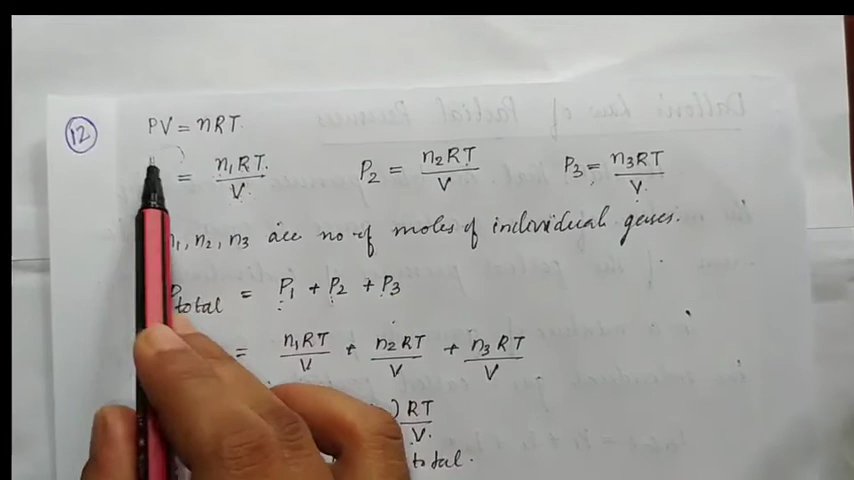 12
PV = nRT
= n₁RT/V P₂ = n₂RT/V P₃ = n₃RT/V
n₁, n₂, n₃ are no of moles of individual gases.
Ptotal = P₁ + P₂ + P₃
= n₁RT/V + n₂RT/V + n₃RT/V
) RT/V.
total.